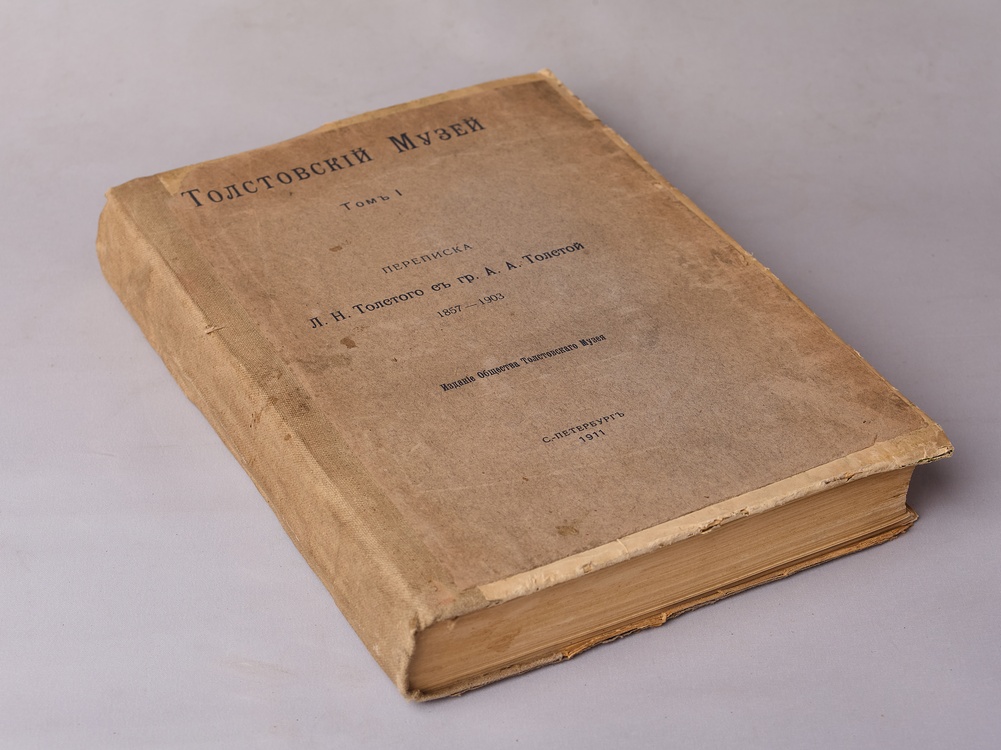 Толстовскій Музей
Томъ I
ПЕРЕПИСКА
Л. Н. Толстого съ гр. А. А. Толстой
1857—1903
Изданіе Общества Толстовскаго Музея
С.-ПЕТЕРБУРГЪ
1911